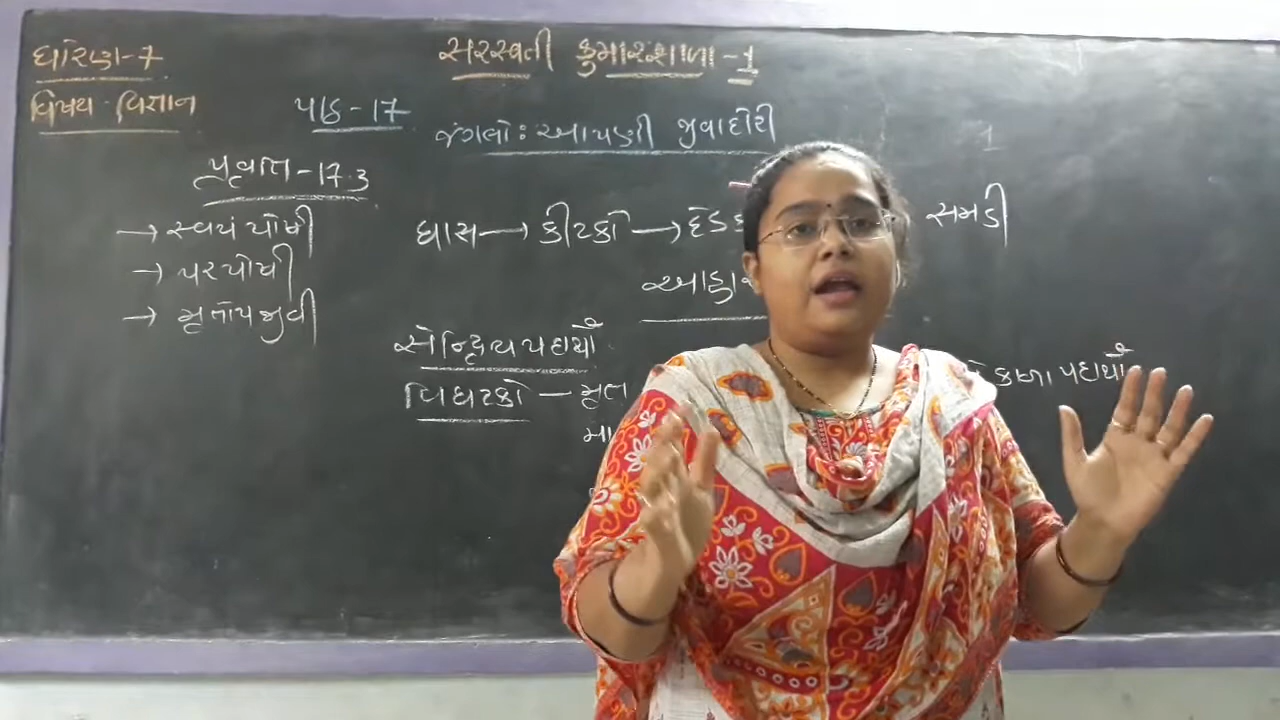 ધોરણ-7
સરસ્વતી કુમારશાળા-1
વિષય-વિજ્ઞાન
પાઠ-17
જંગલો: આપણી જીવાદોરી
પ્રવૃત્તિ-17.3
→ સ્વયંપોષી
ઘાસ → કીટકો → દેડક
સમડી
→ પરપોષી
આહા
→ મૃતોપજીવી
સેન્દ્રિય પદાર્થો
વિઘટકો - મૃત
કાળા પદાર્થો
મા